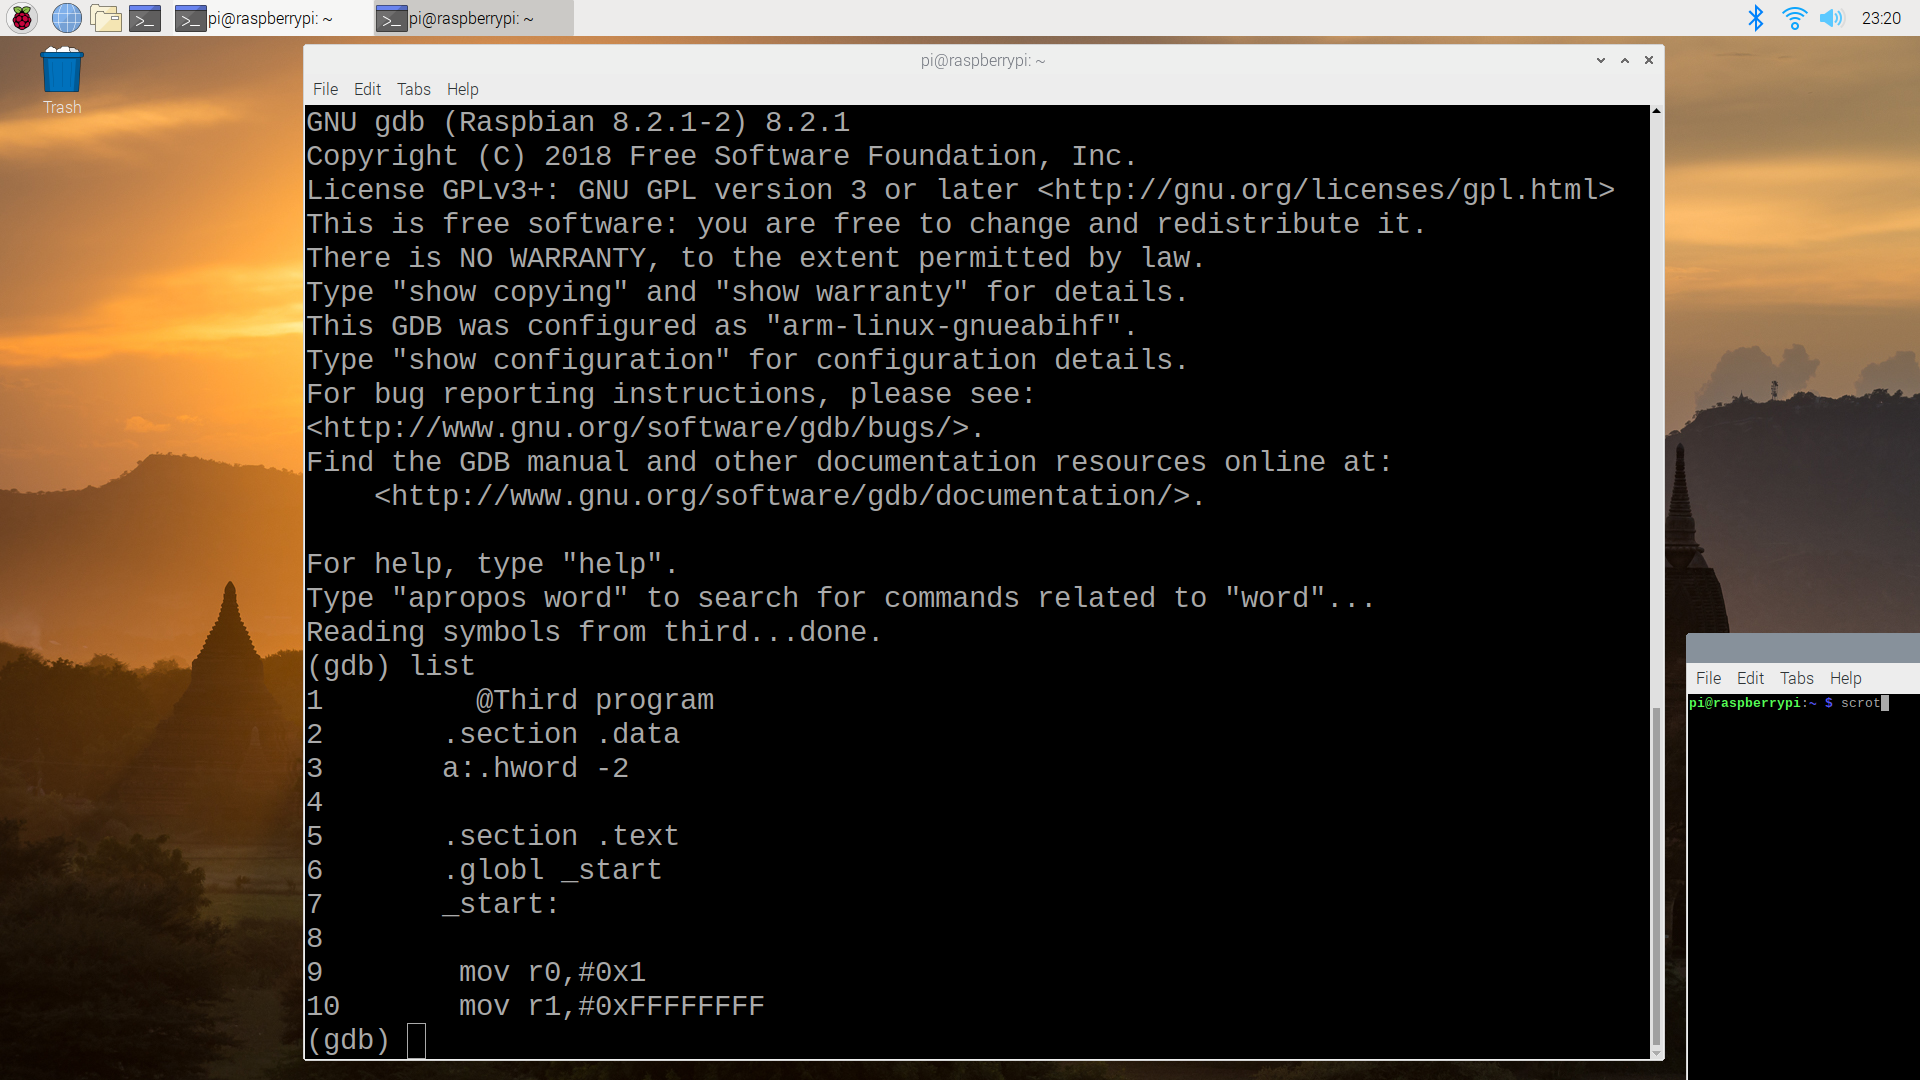 pi@raspberrypi: ~
pi@raspberrypi: ~
23:20
Trash
pi@raspberrypi: ~
File Edit Tabs Help
GNU gdb (Raspbian 8.2.1-2) 8.2.1
Copyright (C) 2018 Free Software Foundation, Inc.
License GPLv3+: GNU GPL version 3 or later <http://gnu.org/licenses/gpl.html>
This is free software: you are free to change and redistribute it.
There is NO WARRANTY, to the extent permitted by law.
Type "show copying" and "show warranty" for details.
This GDB was configured as "arm-linux-gnueabihf".
Type "show configuration" for configuration details.
For bug reporting instructions, please see:
<http://www.gnu.org/software/gdb/bugs/>.
Find the GDB manual and other documentation resources online at:
    <http://www.gnu.org/software/gdb/documentation/>.
For help, type "help".
Type "apropos word" to search for commands related to "word"...
Reading symbols from third...done.
(gdb) list
1         @Third program
2       .section .data
3       a:.hword -2
4
5       .section .text
6       .globl _start
7       _start:
8
9        mov r0,#0x1
10       mov r1,#0xFFFFFFFF
(gdb)
File Edit Tabs Help
pi@raspberrypi:~ $ scrot